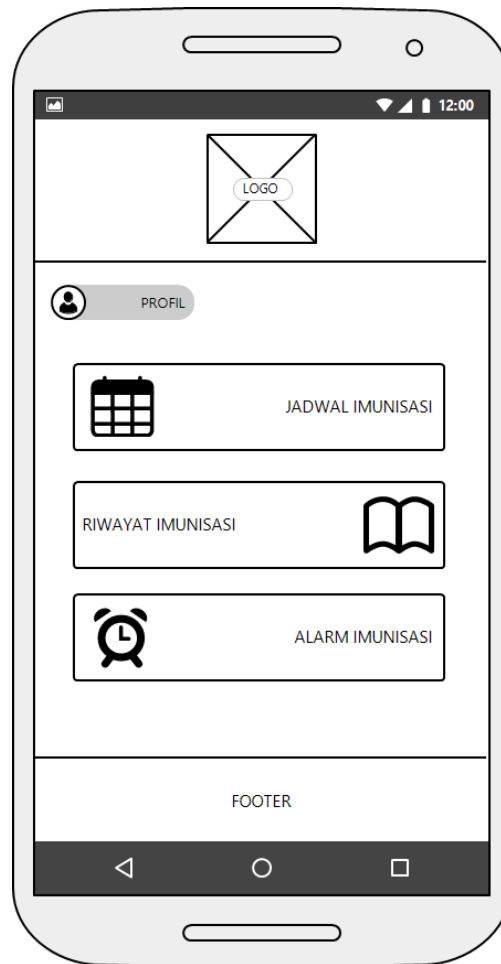 12:00
LOGO
PROFIL
JADWAL IMUNISASI
RIWAYAT IMUNISASI
ALARM IMUNISASI
FOOTER